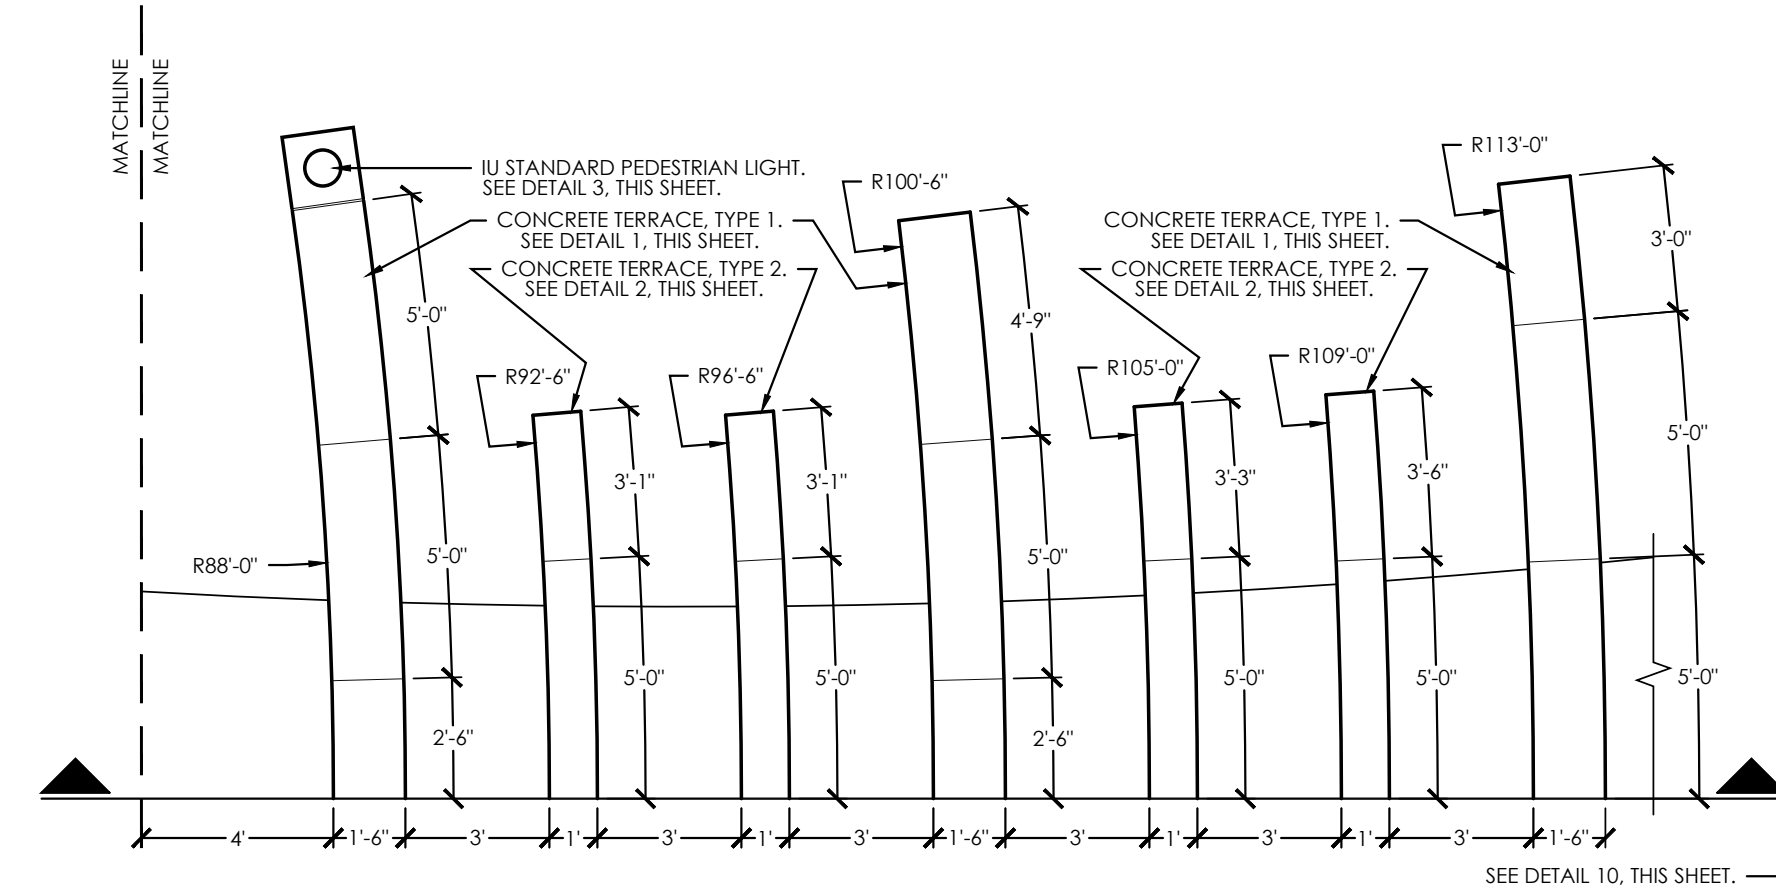 MATCHLINE
MATCHLINE
IU STANDARD PEDESTRIAN LIGHT.
SEE DETAIL 3, THIS SHEET.
CONCRETE TERRACE, TYPE 1.
SEE DETAIL 1, THIS SHEET.
CONCRETE TERRACE, TYPE 2.
SEE DETAIL 2, THIS SHEET.
R100'-6"
R113'-0"
CONCRETE TERRACE, TYPE 1.
SEE DETAIL 1, THIS SHEET.
CONCRETE TERRACE, TYPE 2.
SEE DETAIL 2, THIS SHEET.
3'-0"
5'-0"
4'-9"
R92'-6"
R96'-6"
R105'-0"
R109'-0"
5'-0"
3'-1"
3'-1"
3'-3"
3'-6"
R88'-0"
5'-0"
5'-0"
5'-0"
5'-0"
5'-0"
5'-0"
5'-0"
2'-6"
2'-6"
4'
1'-6"
3'
1'
3'
1'
3'
1'-6"
3'
1'
3'
1'
3'
1'-6"
SEE DETAIL 10, THIS SHEET.